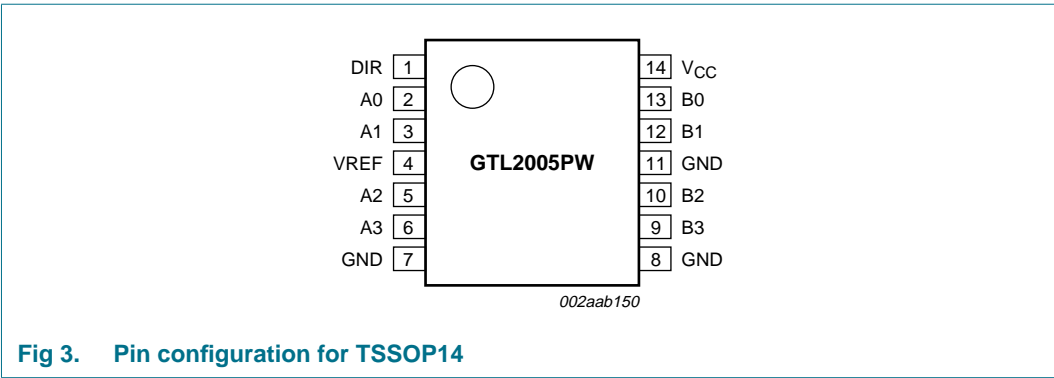 DIR 1 14 VCC
A0 2 13 B0
A1 3 12 B1
VREF 4 GTL2005PW 11 GND
A2 5 10 B2
A3 6 9 B3
GND 7 8 GND
002aab150
Fig 3. Pin configuration for TSSOP14